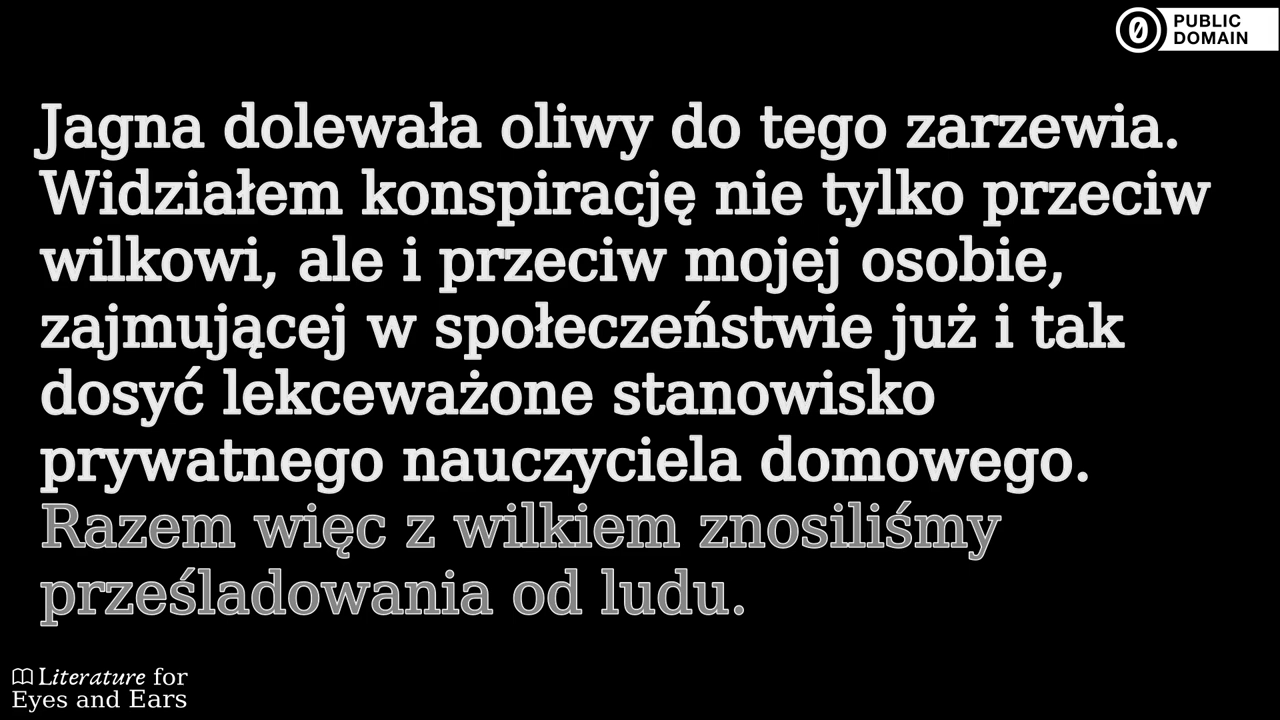 PUBLIC
DOMAIN
Jagna dolewała oliwy do tego zarzewia.
Widziałem konspirację nie tylko przeciw
wilkowi, ale i przeciw mojej osobie,
zajmującej w społeczeństwie już i tak
dosyć lekceważone stanowisko
prywatnego nauczyciela domowego.
Razem więc z wilkiem znosiliśmy
prześladowania od ludu.
Literature for
Eyes and Ears